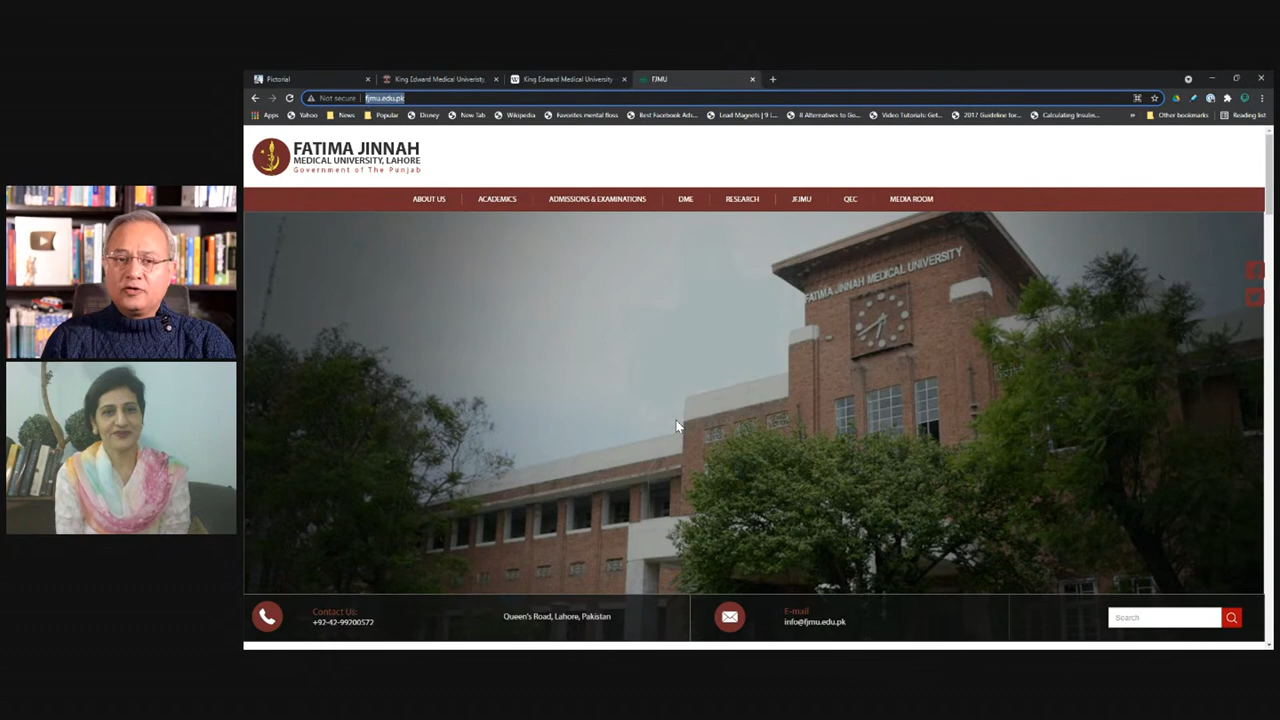 Pictorial
King Edward Medical Univeristy,
King Edward Medical University
FJMU
Not secure
fjmu.edu.pk
Apps
Yahoo
News
Popular
Disney
New Tab
Wikipedia
Favorites mental floss
Best Facebook Ads...
Lead Magnets | 9 i...
8 Alternatives to Go...
Video Tutorials: Get...
2017 Guideline for...
Calculating Insulin...
Other bookmarks
Reading list
FATIMA JINNAH
MEDICAL UNIVERSITY, LAHORE
Government of The Punjab
ABOUT US
ACADEMICS
ADMISSIONS & EXAMINATIONS
DME
RESEARCH
JFJMU
QEC
MEDIA ROOM
FATIMA JINNAH MEDICAL UNIVERSITY
Contact Us:
+92-42-99200572
Queen's Road, Lahore, Pakistan
E-mail
info@fjmu.edu.pk
Search